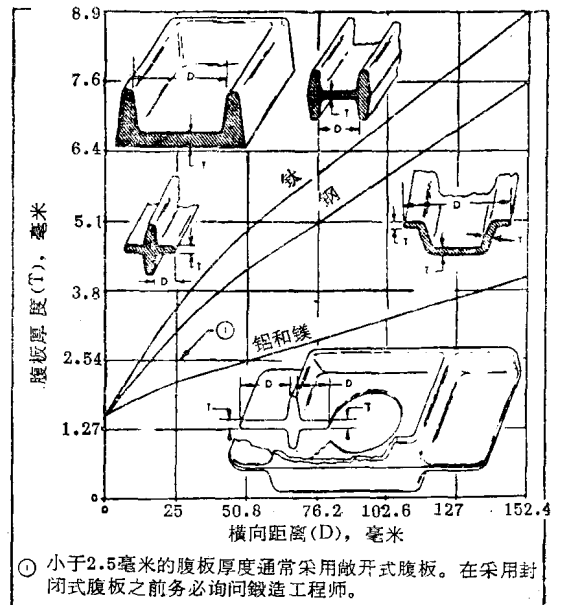 8.9
7.6
6.4
5.1
3.8
2.54
1.27
0
腹板厚度(T)，毫米
D
T
T
D
钛
钢
D
T
T
T
T
D
①
铝和镁
D
D
T
T
0
25
50.8
76.2
102.6
127
152.4
横向距离(D)，毫米
① 小于2.5毫米的腹板厚度通常采用敞开式腹板。在采用封
闭式腹板之前务必询问鍛造工程师。